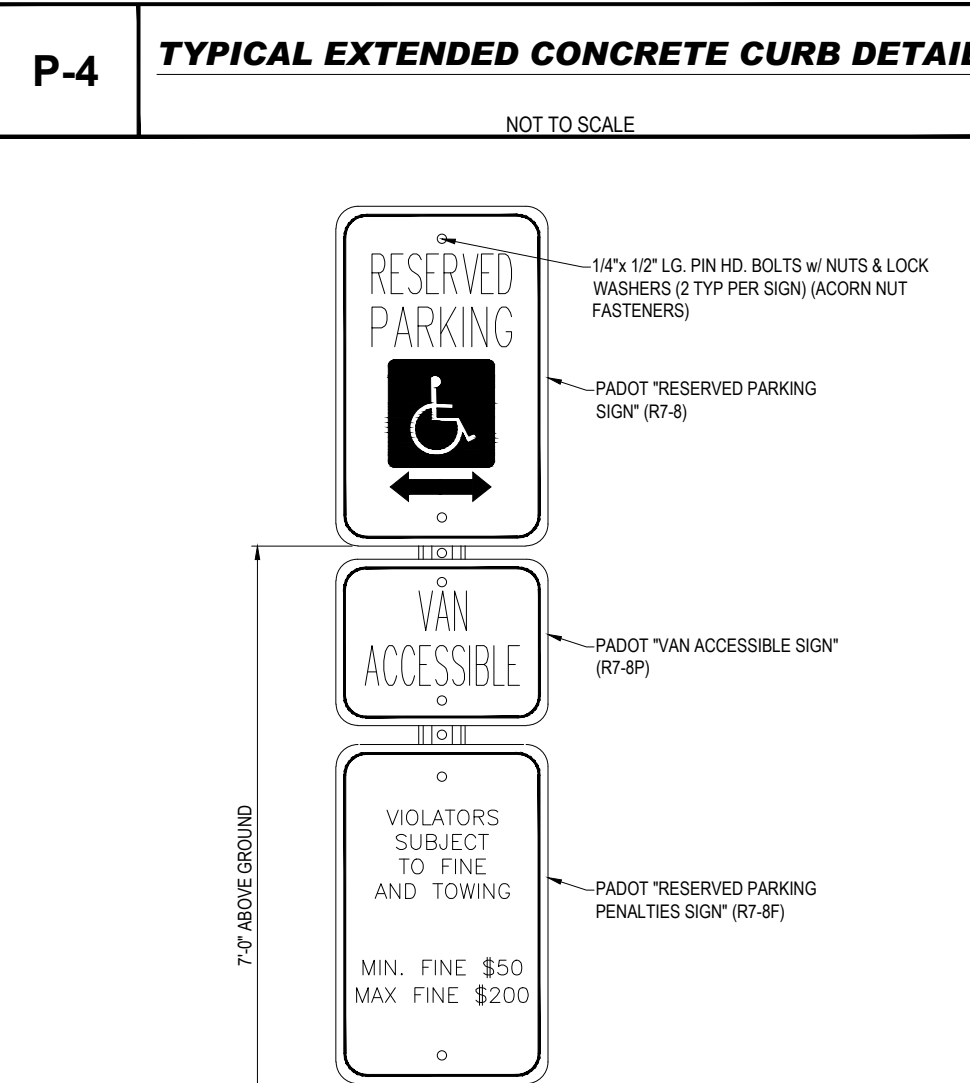 P-4
TYPICAL EXTENDED CONCRETE CURB DETAIL
NOT TO SCALE
RESERVED
PARKING
1/4"x 1/2" LG. PIN HD. BOLTS w/ NUTS & LOCK
WASHERS (2 TYP PER SIGN) (ACORN NUT
FASTENERS)
PADOT "RESERVED PARKING
SIGN" (R7-8)
VAN
ACCESSIBLE
PADOT "VAN ACCESSIBLE SIGN"
(R7-8P)
7'-0" ABOVE GROUND
VIOLATORS
SUBJECT
TO FINE
AND TOWING
MIN. FINE $50
MAX FINE $200
PADOT "RESERVED PARKING
PENALTIES SIGN" (R7-8F)